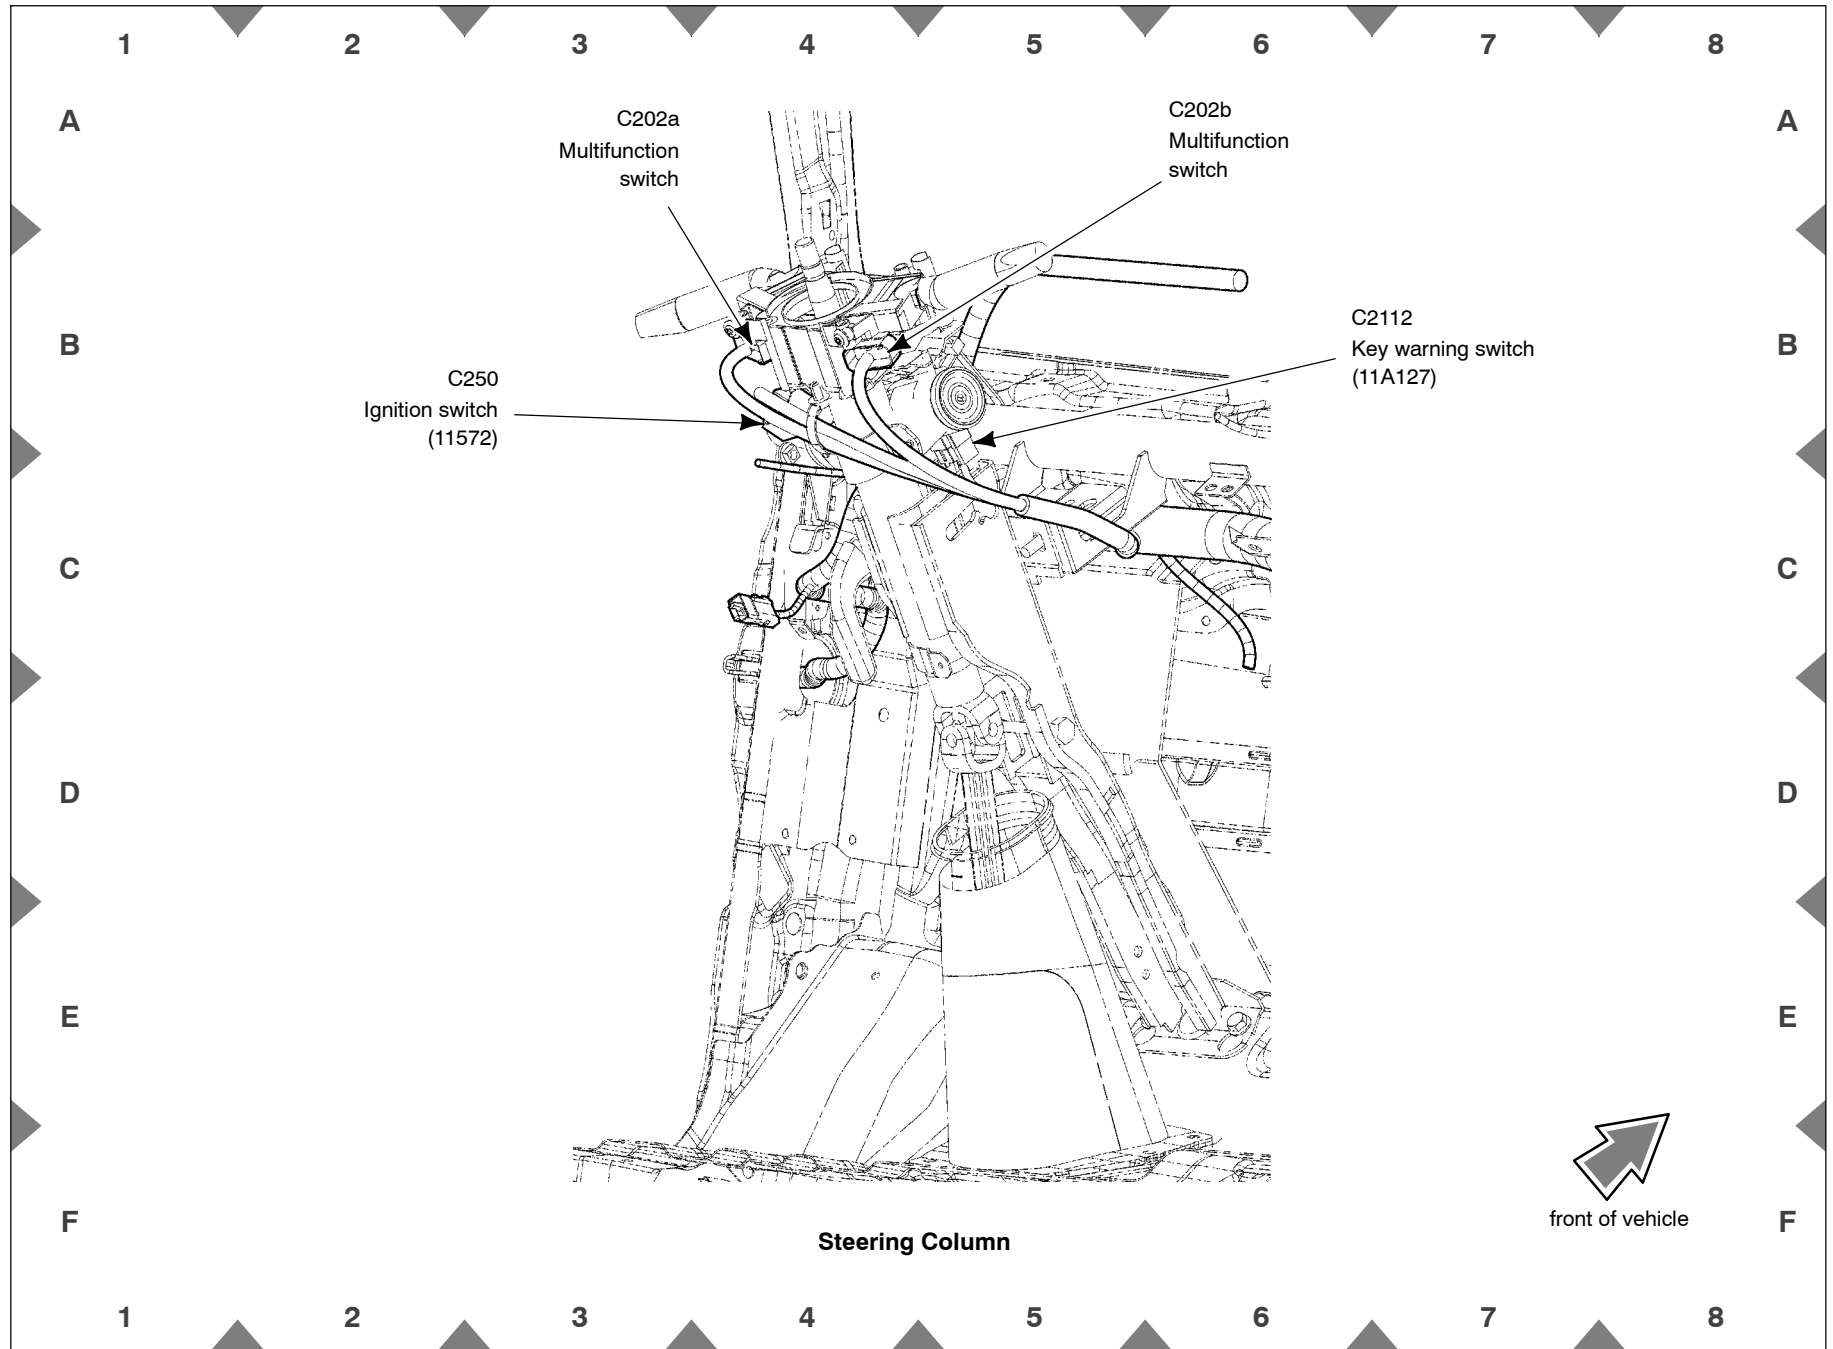 1 2 3 4 5 6 7 8
A A
C202a
Multifunction
switch
C202b
Multifunction
switch
B B
C2112
Key warning switch
(11A127)
C250
Ignition switch
(11572)
C C
D D
E E
F F
front of vehicle
Steering Column
1 2 3 4 5 6 7 8